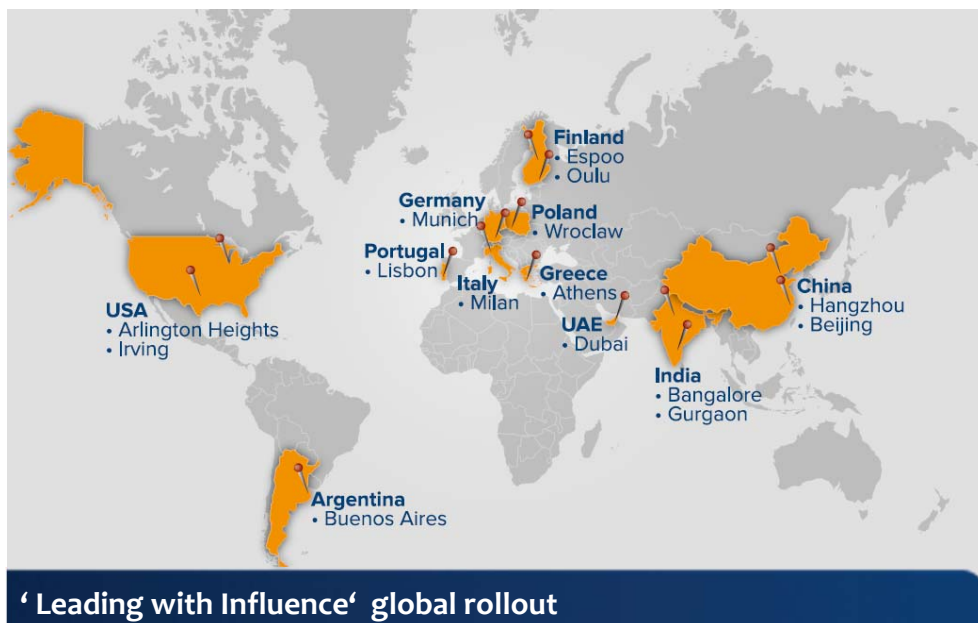 Finland
• Espoo
• Oulu
Germany
• Munich
Poland
• Wroclaw
Portugal
• Lisbon
Italy
• Milan
Greece
• Athens
UAE
• Dubai
China
• Hangzhou
• Beijing
USA
• Arlington Heights
• Irving
India
• Bangalore
• Gurgaon
Argentina
• Buenos Aires
‘ Leading with Influence‘ global rollout